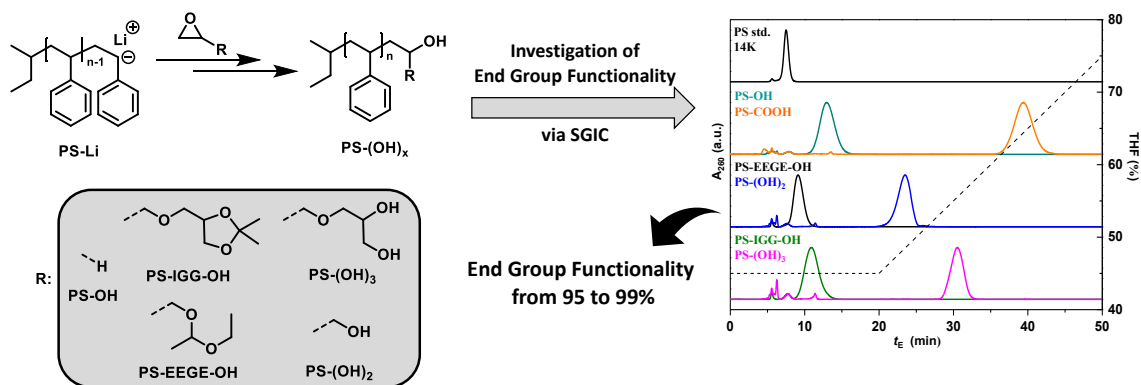 Li⊕
⊖
n-1
PS-Li
O
R
OH
n
R
PS-(OH)x
Investigation of
End Group Functionality
via SGIC
R:
H
PS-OH
O
O
O
PS-IGG-OH
OH
O
OH
PS-(OH)3
O
O
PS-EEGE-OH
OH
PS-(OH)2
End Group Functionality
from 95 to 99%
PS std.
14K
PS-OH
PS-COOH
PS-EEGE-OH
PS-(OH)2
PS-IGG-OH
PS-(OH)3
A260 (a.u.)
0 10 20 30 40 50
tE (min)
80
70
60
50
40
THF (%)